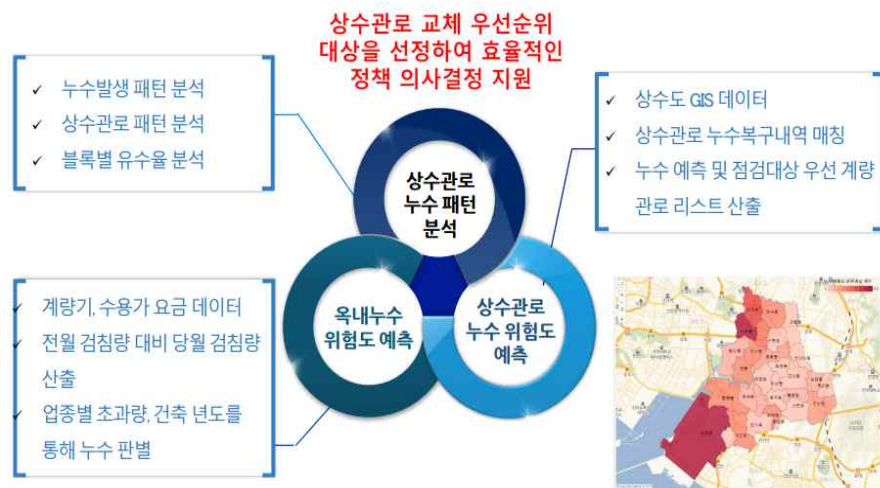 상수관로 교체 우선순위
대상을 선정하여 효율적인
정책 의사결정 지원
✓ 누수발생 패턴 분석
✓ 상수관로 패턴 분석
✓ 블록별 유수율 분석
✓ 상수도 GIS 데이터
✓ 상수관로 누수복구내역 매칭
✓ 누수 예측 및 점검대상 우선 계량
관로 리스트 산출
상수관로
누수 패턴
분석
옥내누수
위험도 예측
상수관로
누수 위험도
예측
✓ 계량기, 수용가 요금 데이터
✓ 전월 검침량 대비 당월 검침량
산출
✓ 업종별 초과량, 건축 년도를
통해 누수 판별